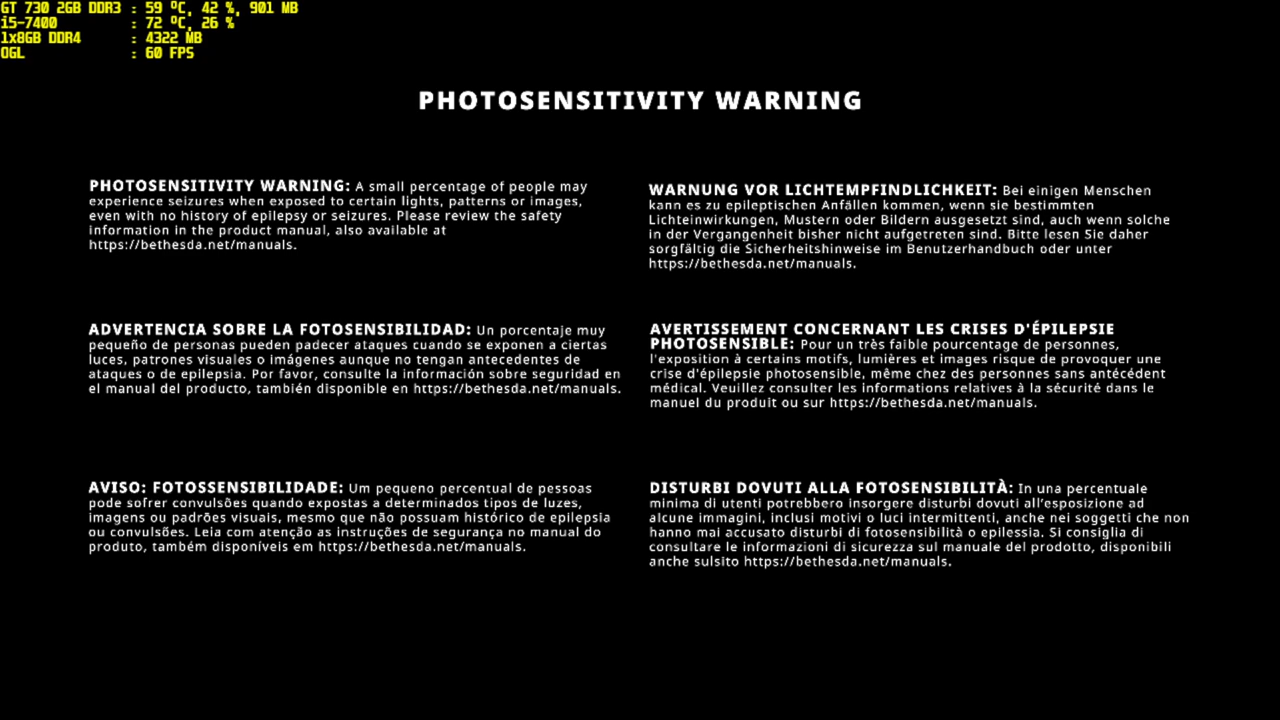 GT 730 2GB DDR3 : 59 ºC, 42 %, 901 MB
i5-7400 : 72 ºC, 26 %
1x8GB DDR4 : 4322 MB
OGL : 60 FPS
PHOTOSENSITIVITY WARNING
PHOTOSENSITIVITY WARNING: A small percentage of people may
experience seizures when exposed to certain lights, patterns or images,
even with no history of epilepsy or seizures. Please review the safety
information in the product manual, also available at
https://bethesda.net/manuals.
WARNUNG VOR LICHTEMPFINDLICHKEIT: Bei einigen Menschen
kann es zu epileptischen Anfällen kommen, wenn sie bestimmten
Lichteinwirkungen, Mustern oder Bildern ausgesetzt sind, auch wenn solche
in der Vergangenheit bisher nicht aufgetreten sind. Bitte lesen Sie daher
sorgfältig die Sicherheitshinweise im Benutzerhandbuch oder unter
https://bethesda.net/manuals.
ADVERTENCIA SOBRE LA FOTOSENSIBILIDAD: Un porcentaje muy
pequeño de personas pueden padecer ataques cuando se exponen a ciertas
luces, patrones visuales o imágenes aunque no tengan antecedentes de
ataques o de epilepsia. Por favor, consulte la información sobre seguridad en
el manual del producto, también disponible en https://bethesda.net/manuals.
AVERTISSEMENT CONCERNANT LES CRISES D'ÉPILEPSIE
PHOTOSENSIBLE: Pour un très faible pourcentage de personnes,
l'exposition à certains motifs, lumières et images risque de provoquer une
crise d'épilepsie photosensible, même chez des personnes sans antécédent
médical. Veuillez consulter les informations relatives à la sécurité dans le
manuel du produit ou sur https://bethesda.net/manuals.
AVISO: FOTOSSENSIBILIDADE: Um pequeno percentual de pessoas
pode sofrer convulsões quando expostas a determinados tipos de luzes,
imagens ou padrões visuais, mesmo que não possuam histórico de epilepsia
ou convulsões. Leia com atenção as instruções de segurança no manual do
produto, também disponíveis em https://bethesda.net/manuals.
DISTURBI DOVUTI ALLA FOTOSENSIBILITÀ: In una percentuale
minima di utenti potrebbero insorgere disturbi dovuti all'esposizione ad
alcune immagini, inclusi motivi o luci intermittenti, anche nei soggetti che non
hanno mai accusato disturbi di fotosensibilità o epilessia. Si consiglia di
consultare le informazioni di sicurezza sul manuale del prodotto, disponibili
anche sulsito https://bethesda.net/manuals.